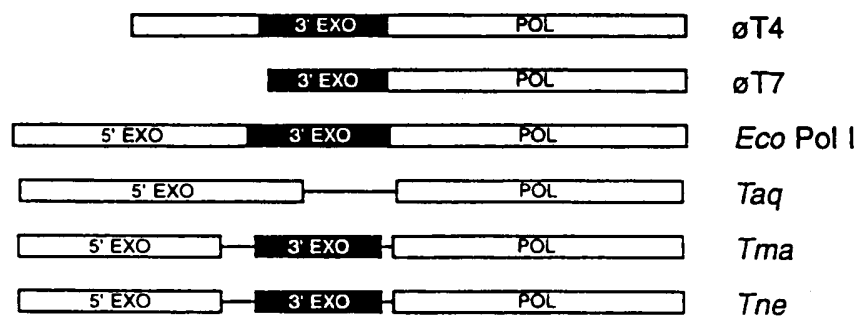 3' EXO POL øT4
3' EXO POL øT7
5' EXO 3' EXO POL Eco Pol I
5' EXO POL Taq
5' EXO 3' EXO POL Tma
5' EXO 3' EXO POL Tne